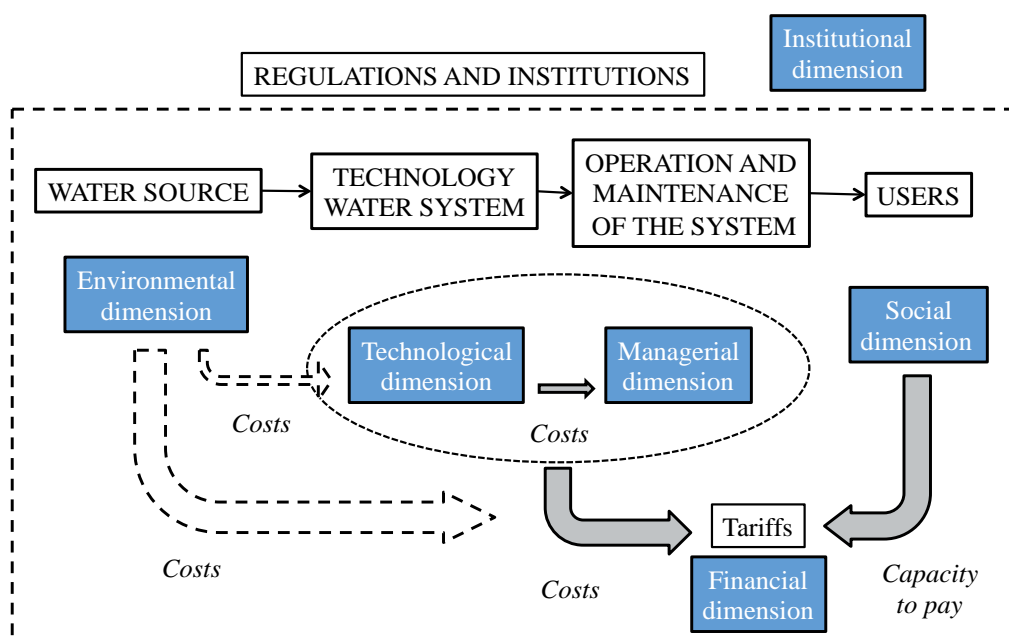 Institutional
dimension
REGULATIONS AND INSTITUTIONS
WATER SOURCE
TECHNOLOGY
WATER SYSTEM
OPERATION AND
MAINTENANCE
OF THE SYSTEM
USERS
Environmental
dimension
Technological
dimension
Managerial
dimension
Social
dimension
Costs
Costs
Costs
Costs
Tariffs
Financial
dimension
Capacity
to pay